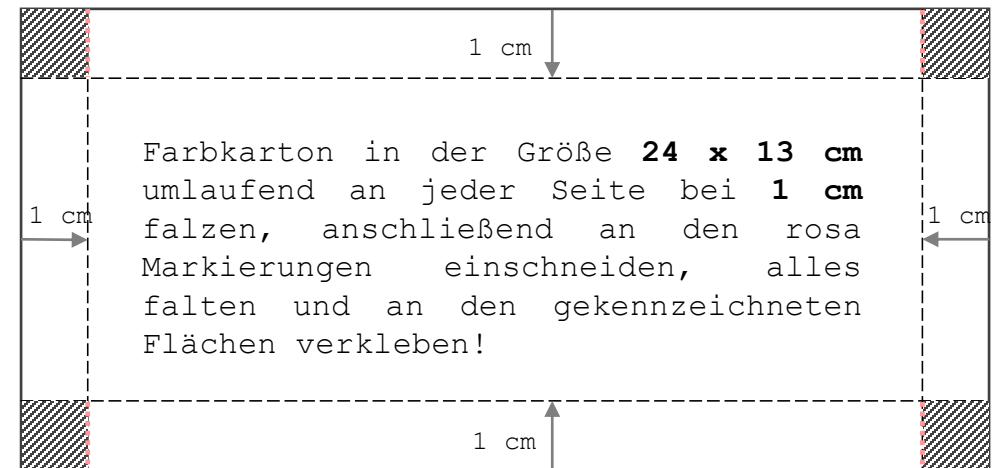 1 cm
Farbkarton in der Größe 24 x 13 cm
umlaufend an jeder Seite bei 1 cm
1 cm
1 cm
falzen, anschließend an den rosa
Markierungen einschneiden, alles
falten und an den gekennzeichneten
Flächen verkleben!
1 cm